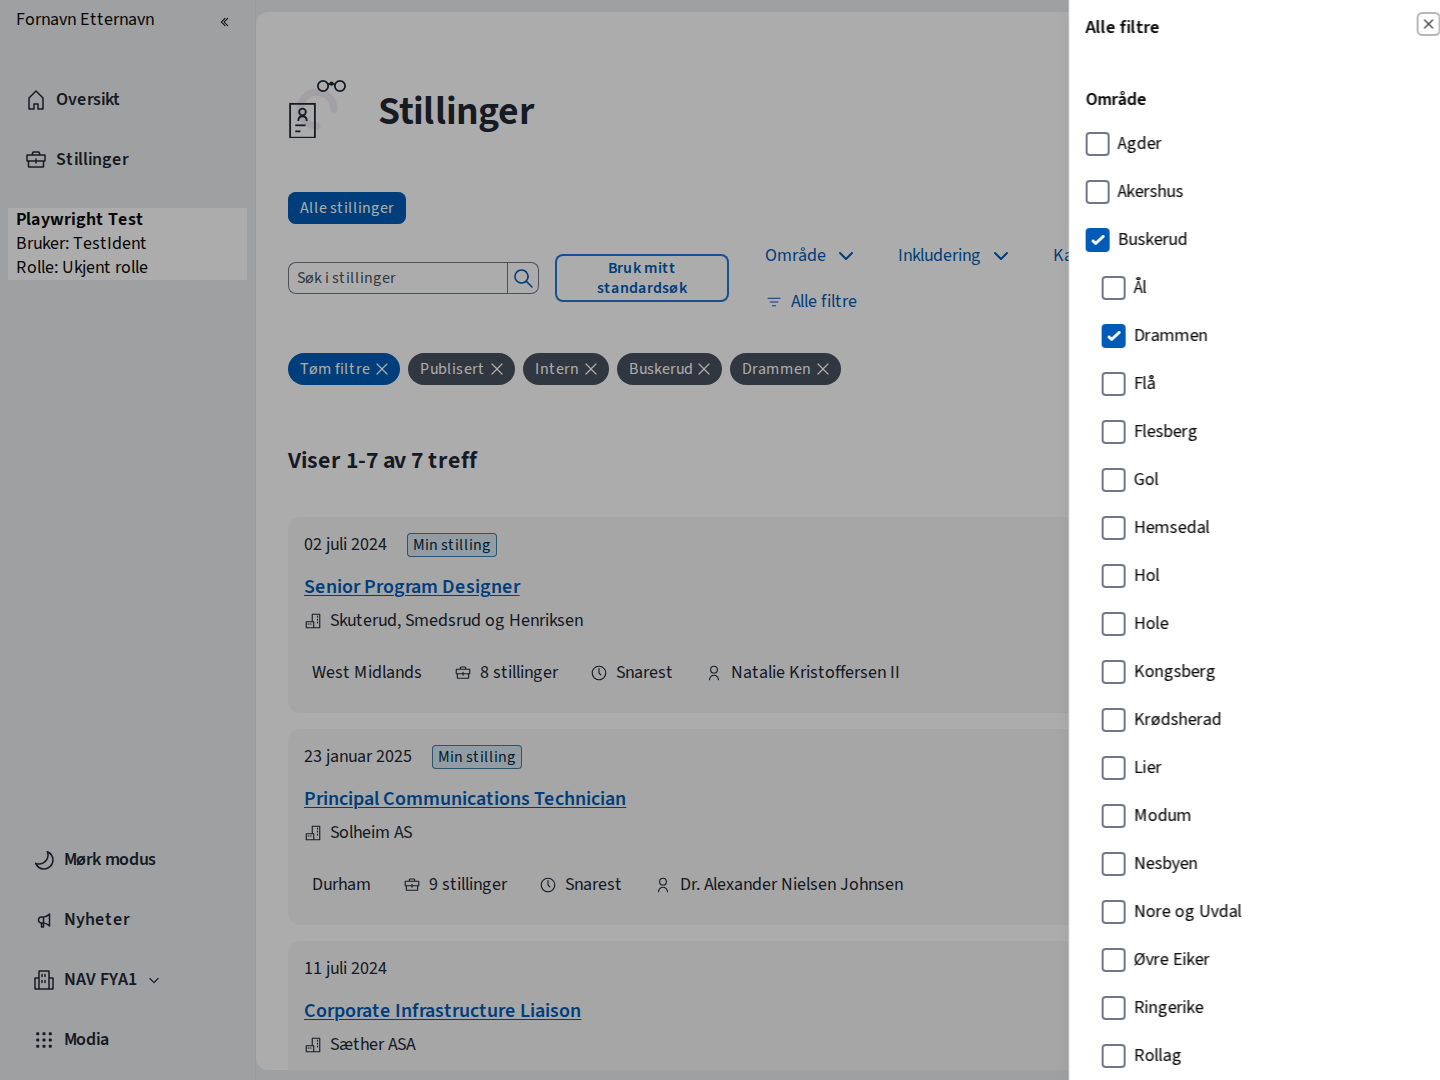 Fornavn Etternavn
Oversikt
Stillinger
Playwright Test
Bruker: TestIdent
Rolle: Ukjent rolle
Mørk modus
Nyheter
NAV FYA1
Media
Stillinger
Alle stillinger
Søk i stillinger
Bruk mitt
standardsøk
Område
Inkludering
Ka
Alle filtre
Tøm filtre
Publisert
Intern
Buskerud
Drammen
Viser 1-7 av 7 treff
02 juli 2024
Min stilling
Senior Program Designer
Skuterud, Smedsrud og Henriksen
West Midlands
8 stillinger
Snarest
Natalie Kristoffersen II
23 januar 2025
Min stilling
Principal Communications Technician
Solheim AS
Durham
9 stillinger
Snarest
Dr. Alexander Nielsen Johnsen
11 juli 2024
Corporate Infrastructure Liaison
Sæther ASA
Alle filtre
Område
Agder
Akershus
Buskerud
Ål
Drammen
Flå
Flesberg
Gol
Hemsedal
Hol
Hole
Kongsberg
Krødsherad
Lier
Modum
Nesbyen
Nore og Uvdal
Øvre Eiker
Ringerike
Rollag